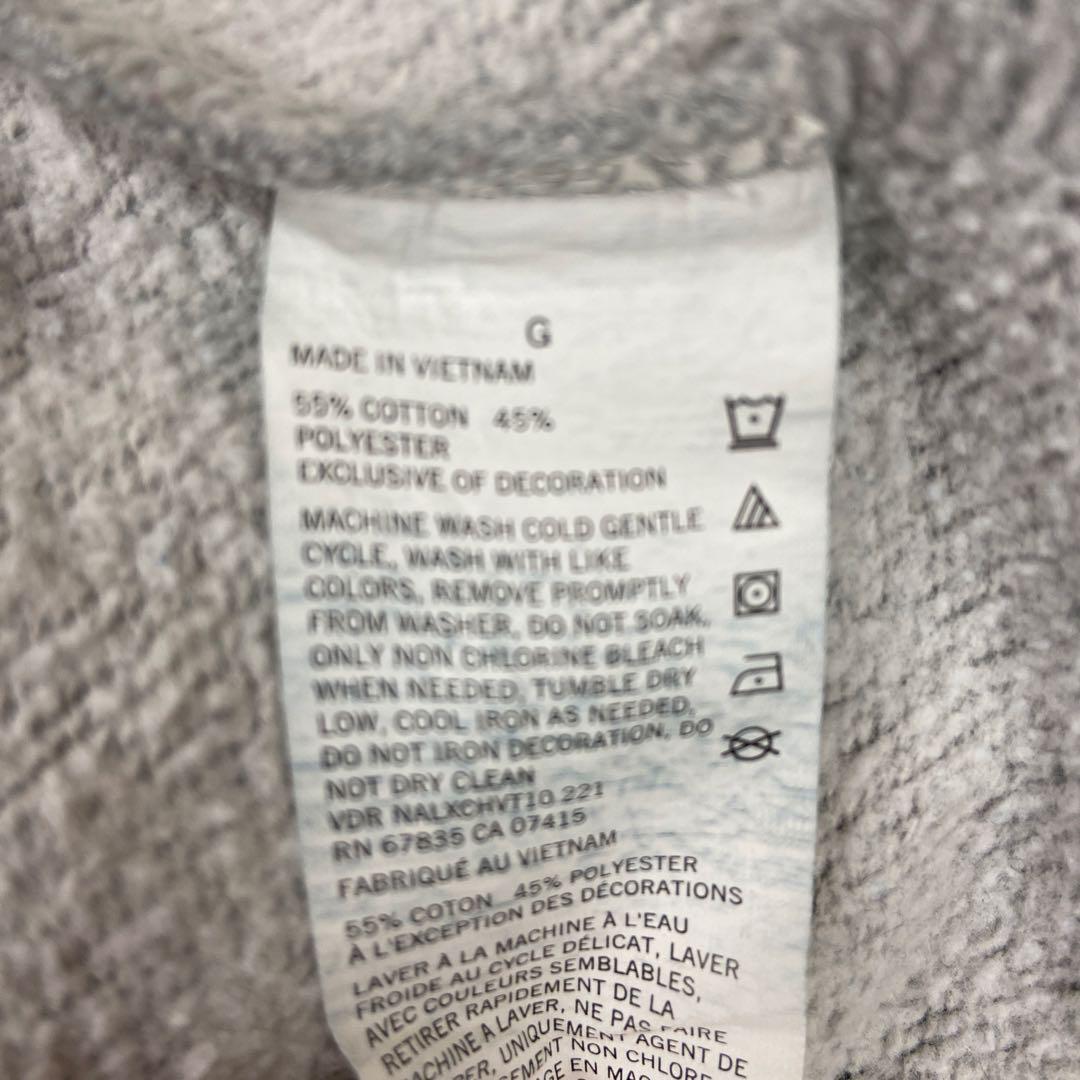 G
MADE IN VIETNAM
55% COTTON 45%
POLYESTER
EXCLUSIVE OF DECORATION
MACHINE WASH COLD GENTLE
CYCLE, WASH WITH LIKE
COLORS, REMOVE PROMPTLY
FROM WASHER, DO NOT SOAK,
ONLY NON CHLORINE BLEACH
WHEN NEEDED, TUMBLE DRY
LOW, COOL IRON AS NEEDED,
DO NOT IRON DECORATION, DO
NOT DRY CLEAN
VDR NALXCHVT10 221
RN 67835 CA 07415
FABRIQUÉ AU VIETNAM
55% COTON 45% POLYESTER
À L'EXCEPTION DES DÉCORATIONS
LAVER À LA MACHINE À L'EAU
FROIDE AU CYCLE DÉLICAT, LAVER
AVEC COULEURS SEMBLABLES,
RETIRER RAPIDEMENT DE LA
MACHINE A LAVER, NE PAS FAIRE
UNIQUEMENT AGENT DE
NON CHLORE
EN